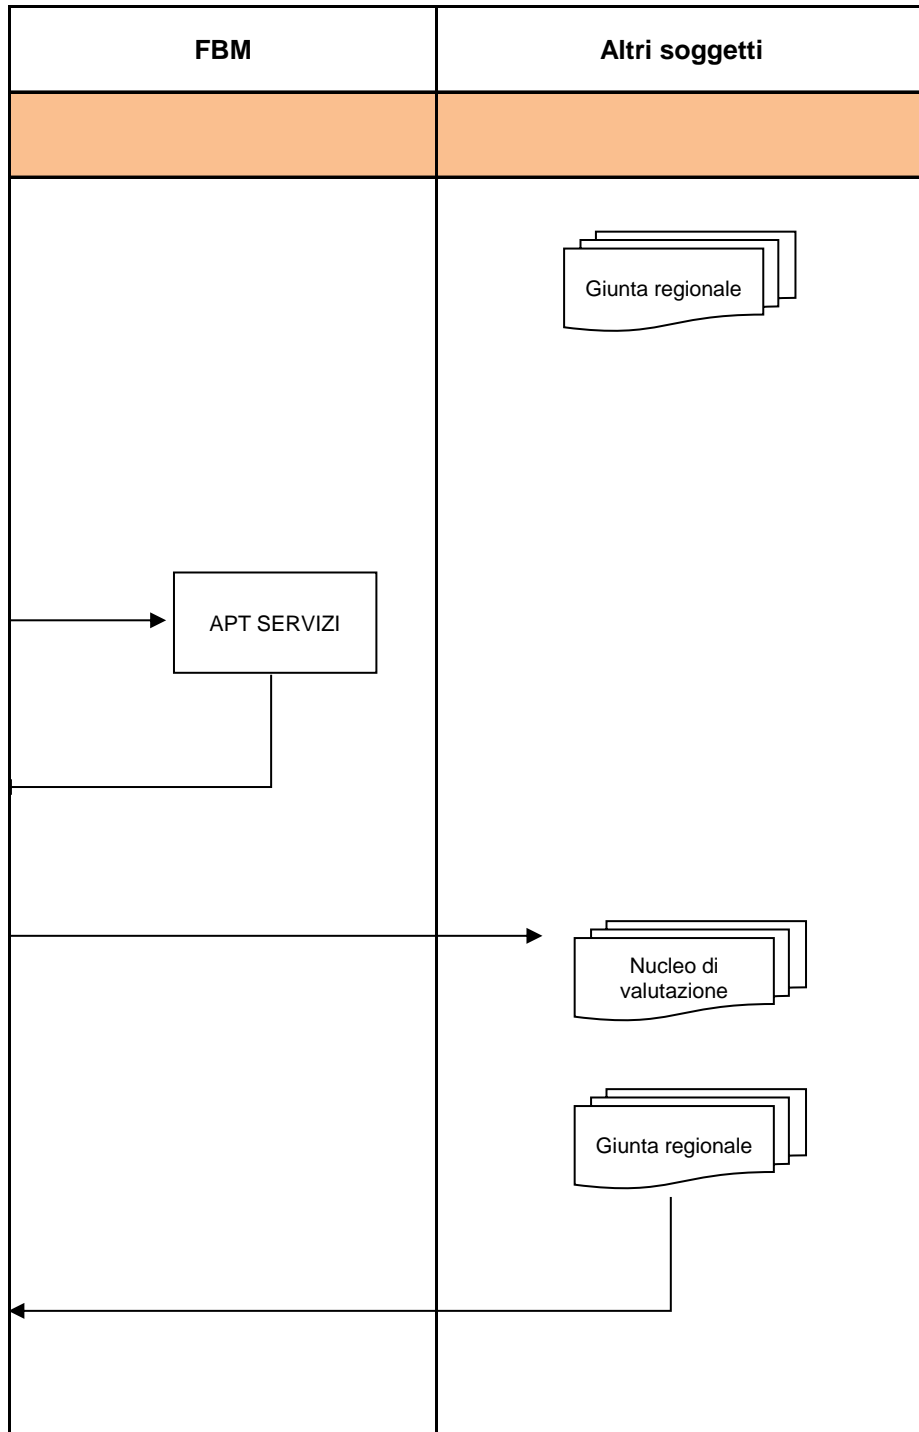 FBM
Altri soggetti
Giunta regionale
APT SERVIZI
Nucleo di
valutazione
Giunta regionale